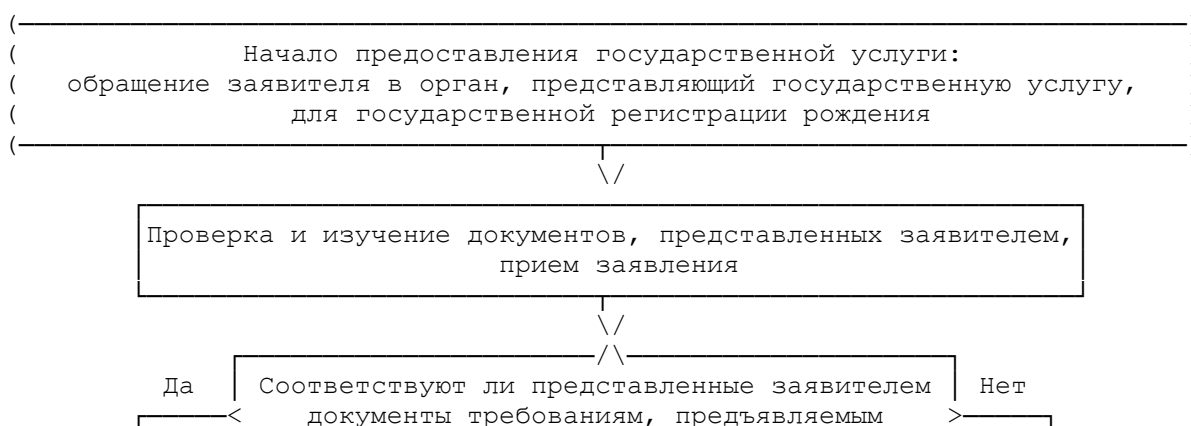 Начало предоставления государственной услуги:
обращение заявителя в орган, представляющий государственную услугу,
для государственной регистрации рождения
Проверка и изучение документов, представленных заявителем,
прием заявления
Да Соответствуют ли представленные заявителем Нет
документы требованиям, предъявляемым